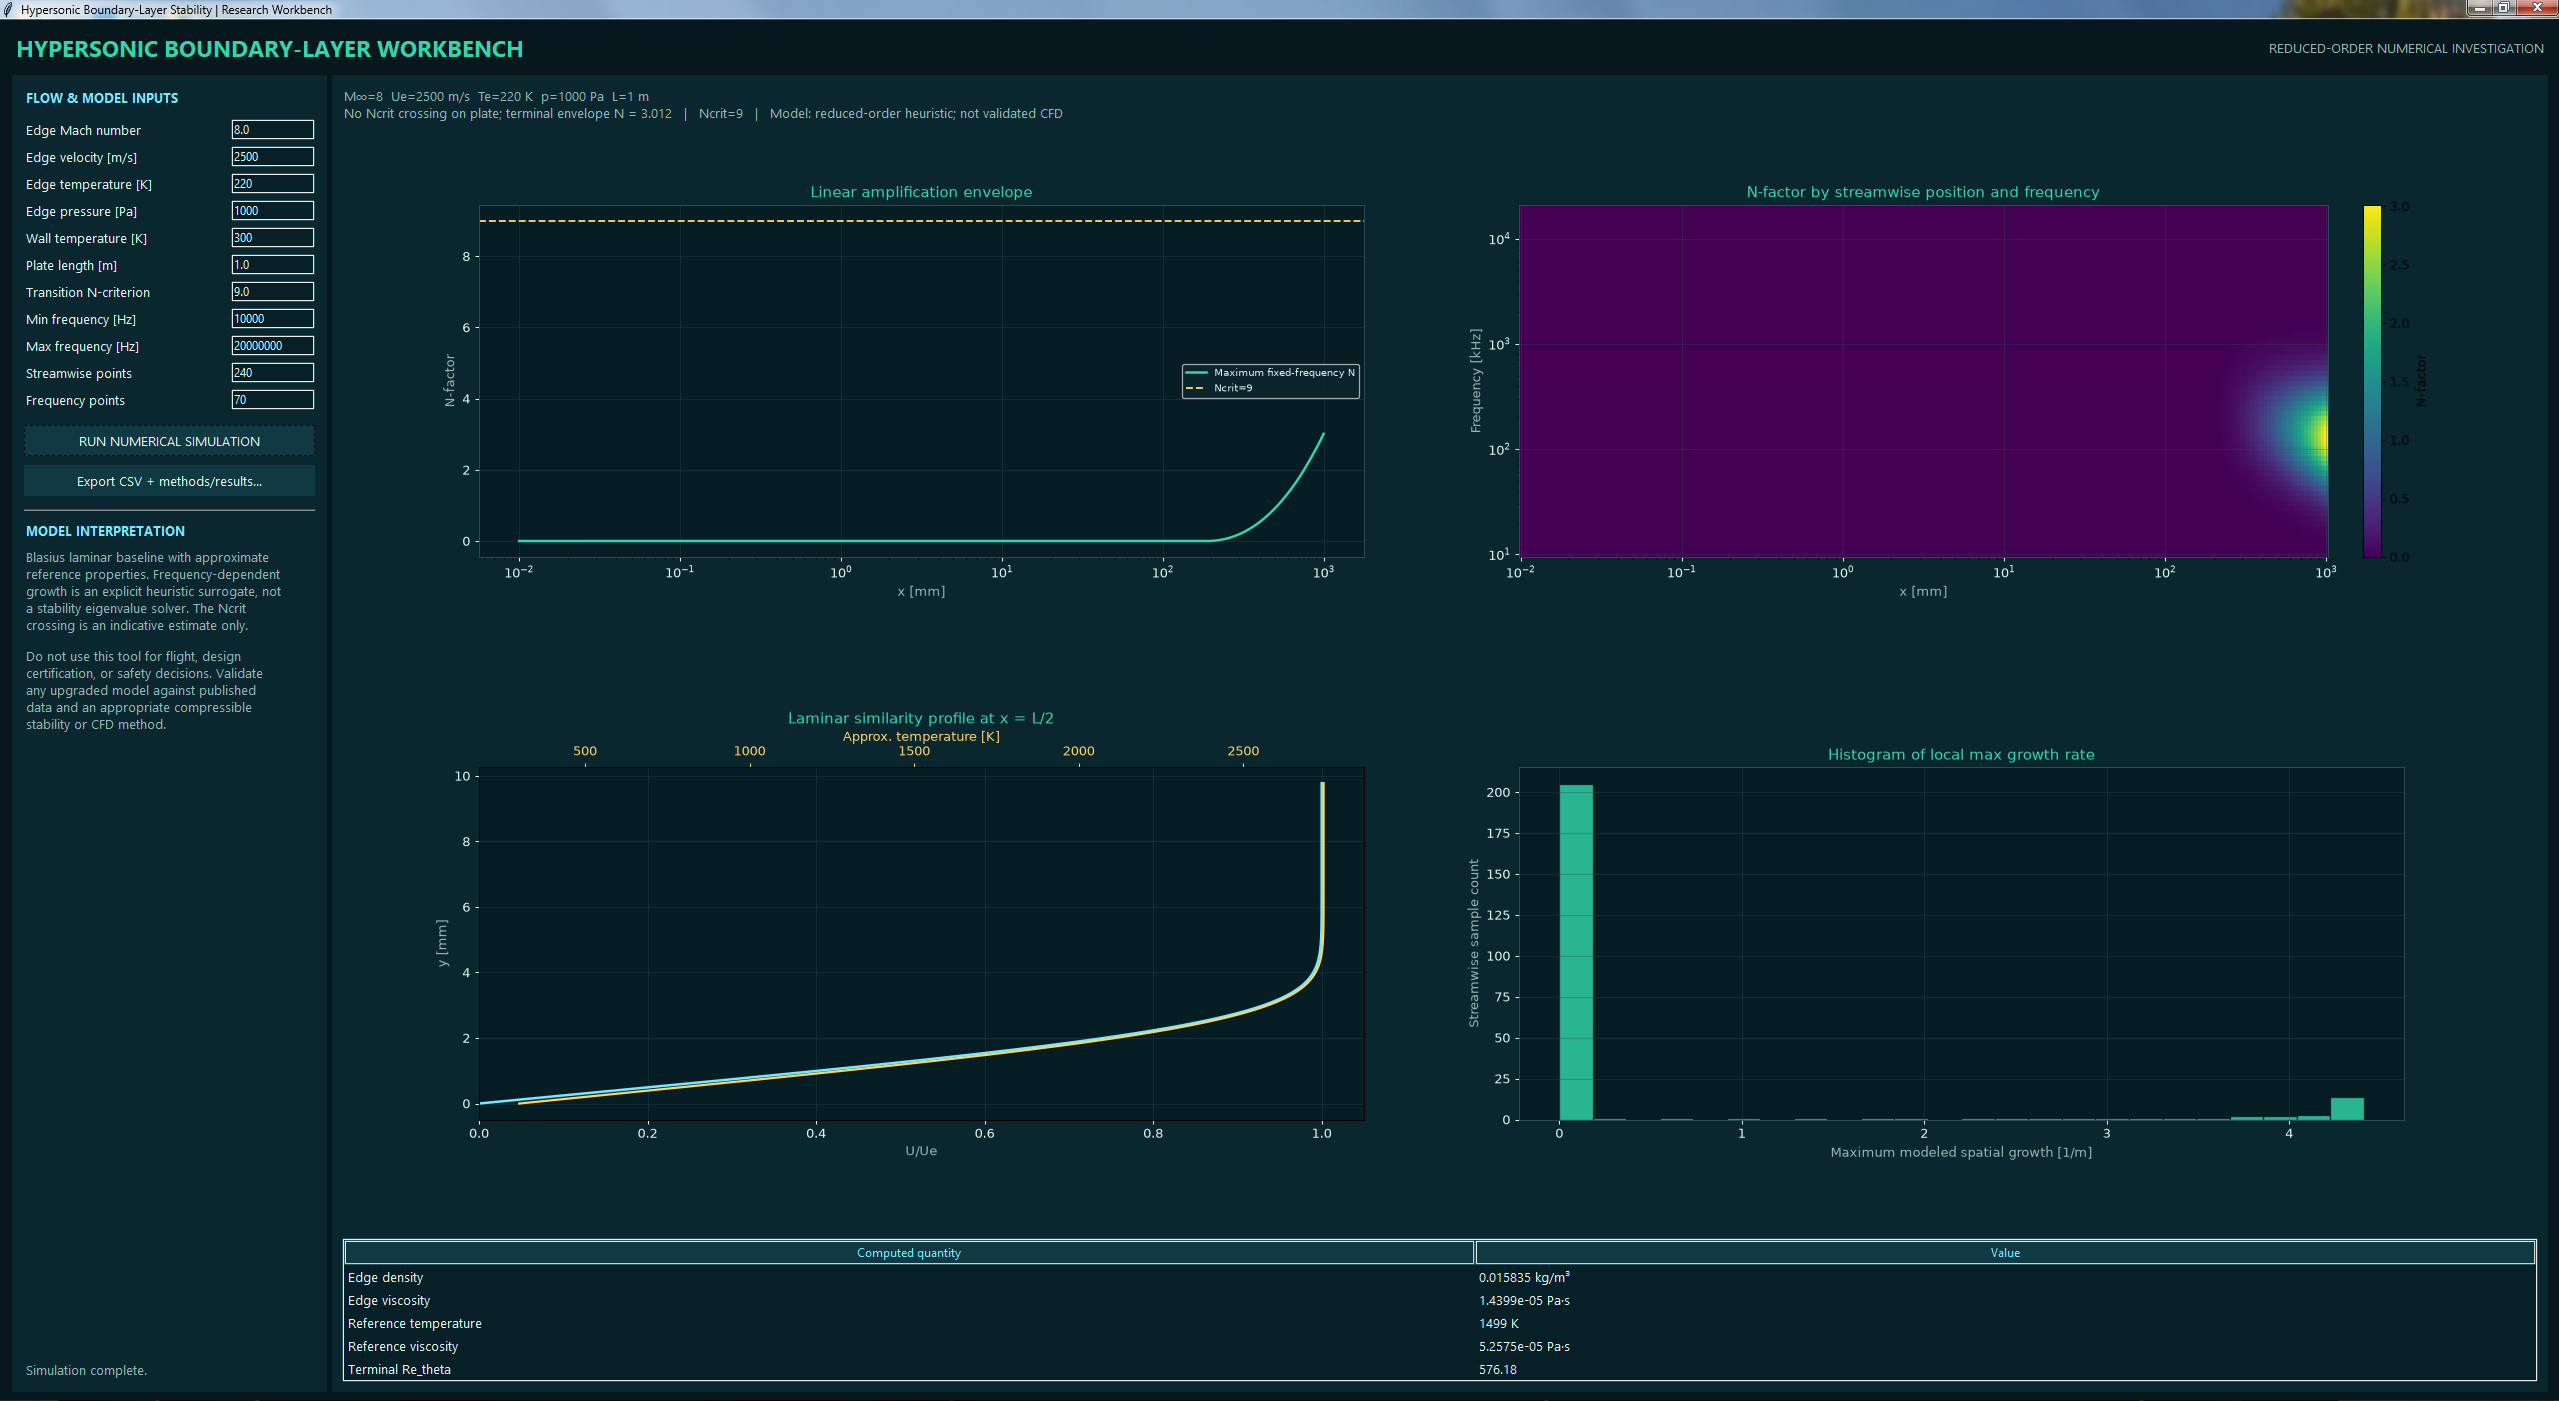 Hypersonic Boundary-Layer Stability | Research Workbench
HYPERSONIC BOUNDARY-LAYER WORKBENCH
REDUCED-ORDER NUMERICAL INVESTIGATION
FLOW & MODEL INPUTS
Edge Mach number 8.0
Edge velocity [m/s] 2500
Edge temperature [K] 220
Edge pressure [Pa] 1000
Wall temperature [K] 300
Plate length [m] 1.0
Transition N-criterion 9.0
Min frequency [Hz] 10000
Max frequency [Hz] 20000000
Streamwise points 240
Frequency points 70
RUN NUMERICAL SIMULATION
Export CSV + methods/results...
MODEL INTERPRETATION
Blasius laminar baseline with approximate
reference properties. Frequency-dependent
growth is an explicit heuristic surrogate, not
a stability eigenvalue solver. The Ncrit
crossing is an indicative estimate only.
Do not use this tool for flight, design
certification, or safety decisions. Validate
any upgraded model against published
data and an appropriate compressible
stability or CFD method.
Simulation complete.
M∞=8 Ue=2500 m/s Te=220 K p=1000 Pa L=1 m
No Ncrit crossing on plate; terminal envelope N = 3.012 | Ncrit=9 | Model: reduced-order heuristic; not validated CFD
Linear amplification envelope
8
6
4
2
0
N-factor
Maximum fixed-frequency N
Ncrit=9
10⁻² 10⁻¹ 10⁰ 10¹ 10² 10³
x [mm]
N-factor by streamwise position and frequency
10⁴
10³
10²
10¹
Frequency [kHz]
10⁻² 10⁻¹ 10⁰ 10¹ 10² 10³
x [mm]
3.0
2.5
2.0
1.5
1.0
0.5
0.0
N-factor
Laminar similarity profile at x = L/2
Approx. temperature [K]
500 1000 1500 2000 2500
10
8
6
4
2
0
y [mm]
0.0 0.2 0.4 0.6 0.8 1.0
U/Ue
Histogram of local max growth rate
200
175
150
125
100
75
50
25
0
Streamwise sample count
0 1 2 3 4
Maximum modeled spatial growth [1/m]
Computed quantity Value
Edge density 0.015835 kg/m³
Edge viscosity 1.4399e-05 Pa·s
Reference temperature 1499 K
Reference viscosity 5.2575e-05 Pa·s
Terminal Re_theta 576.18